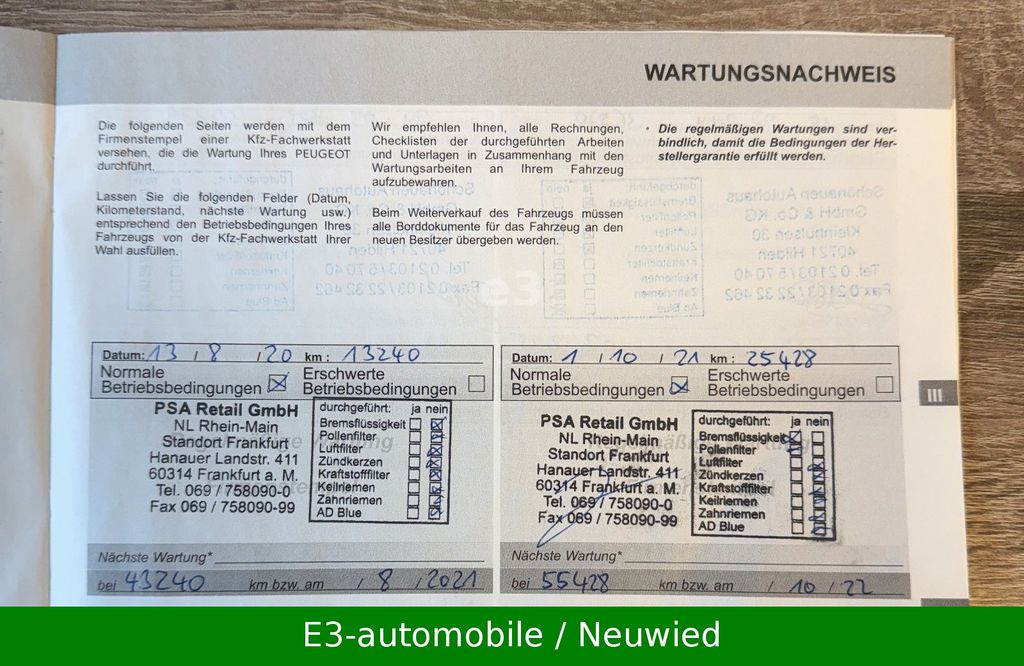 WARTUNGSNACHWEIS
Die folgenden Seiten werden mit dem
Firmenstempel einer Kfz-Fachwerkstatt
versehen, die die Wartung Ihres PEUGEOT
durchführt.
Lassen Sie die folgenden Felder (Datum,
Kilometerstand, nächste Wartung usw.)
entsprechend den Betriebsbedingungen Ihres
Fahrzeugs von der Kfz-Fachwerkstatt Ihrer
Wahl ausfüllen.
Wir empfehlen Ihnen, alle Rechnungen,
Checklisten der durchgeführten Arbeiten
und Unterlagen in Zusammenhang mit den
Wartungsarbeiten an Ihrem Fahrzeug
aufzubewahren.
Beim Weiterverkauf des Fahrzeugs müssen
alle Borddokumente für das Fahrzeug an den
neuen Besitzer übergeben werden.
• Die regelmäßigen Wartungen sind ver-
bindlich, damit die Bedingungen der Her-
stellergarantie erfüllt werden.
e3
Datum: 13 / 8 / 20 km : 13240
Normale
Betriebsbedingungen
Erschwerte
Betriebsbedingungen
PSA Retail GmbH
NL Rhein-Main
Standort Frankfurt
Hanauer Landstr. 411
60314 Frankfurt a. M.
Tel. 069 / 758090-0
Fax 069 / 758090-99
durchgeführt: ja nein
Bremsflüssigkeit
Pollenfilter
Luftfilter
Zündkerzen
Kraftstofffilter
Keilriemen
Zahnriemen
AD Blue
Nächste Wartung*
bei 43240 km bzw. am / 8 / 2021
Datum: 1 / 10 / 21 km : 25428
Normale
Betriebsbedingungen
Erschwerte
Betriebsbedingungen
PSA Retail GmbH
NL Rhein-Main
Standort Frankfurt
Hanauer Landstr. 411
60314 Frankfurt a. M.
Tel. 069 / 758090-0
Fax 069 / 758090-99
durchgeführt: ja nein
Bremsflüssigkeit
Pollenfilter
Luftfilter
Zündkerzen
Kraftstofffilter
Keilriemen
Zahnriemen
AD Blue
Nächste Wartung*
bei 55428 km bzw. am / 10 / 22
III
E3-automobile / Neuwied